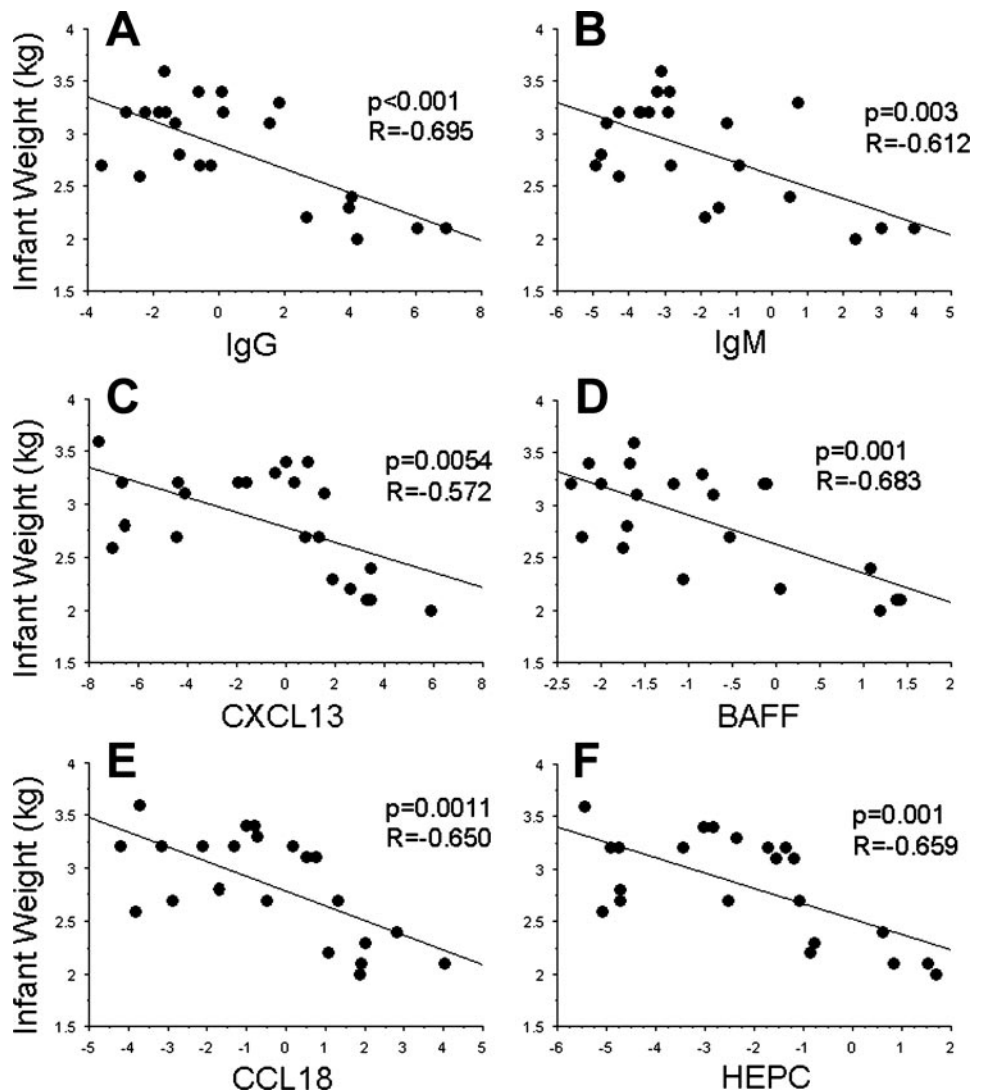 A
Infant Weight (kg)
4
3.5
3
2.5
2
1.5
p<0.001
R=-0.695
-4 -2 0 2 4 6 8
IgG
B
4
3.5
3
2.5
2
1.5
p=0.003
R=-0.612
-6 -5 -4 -3 -2 -1 0 1 2 3 4 5
IgM
C
Infant Weight (kg)
4
3.5
3
2.5
2
1.5
p=0.0054
R=-0.572
-8 -6 -4 -2 0 2 4 6 8
CXCL13
D
4
3.5
3
2.5
2
1.5
p=0.001
R=-0.683
-2.5 -2 -1.5 -1 -.5 0 .5 1 1.5 2
BAFF
E
Infant Weight (kg)
4
3.5
3
2.5
2
1.5
p=0.0011
R=-0.650
-5 -4 -3 -2 -1 0 1 2 3 4 5
CCL18
F
4
3.5
3
2.5
2
1.5
p=0.001
R=-0.659
-6 -5 -4 -3 -2 -1 0 1 2
HEPC